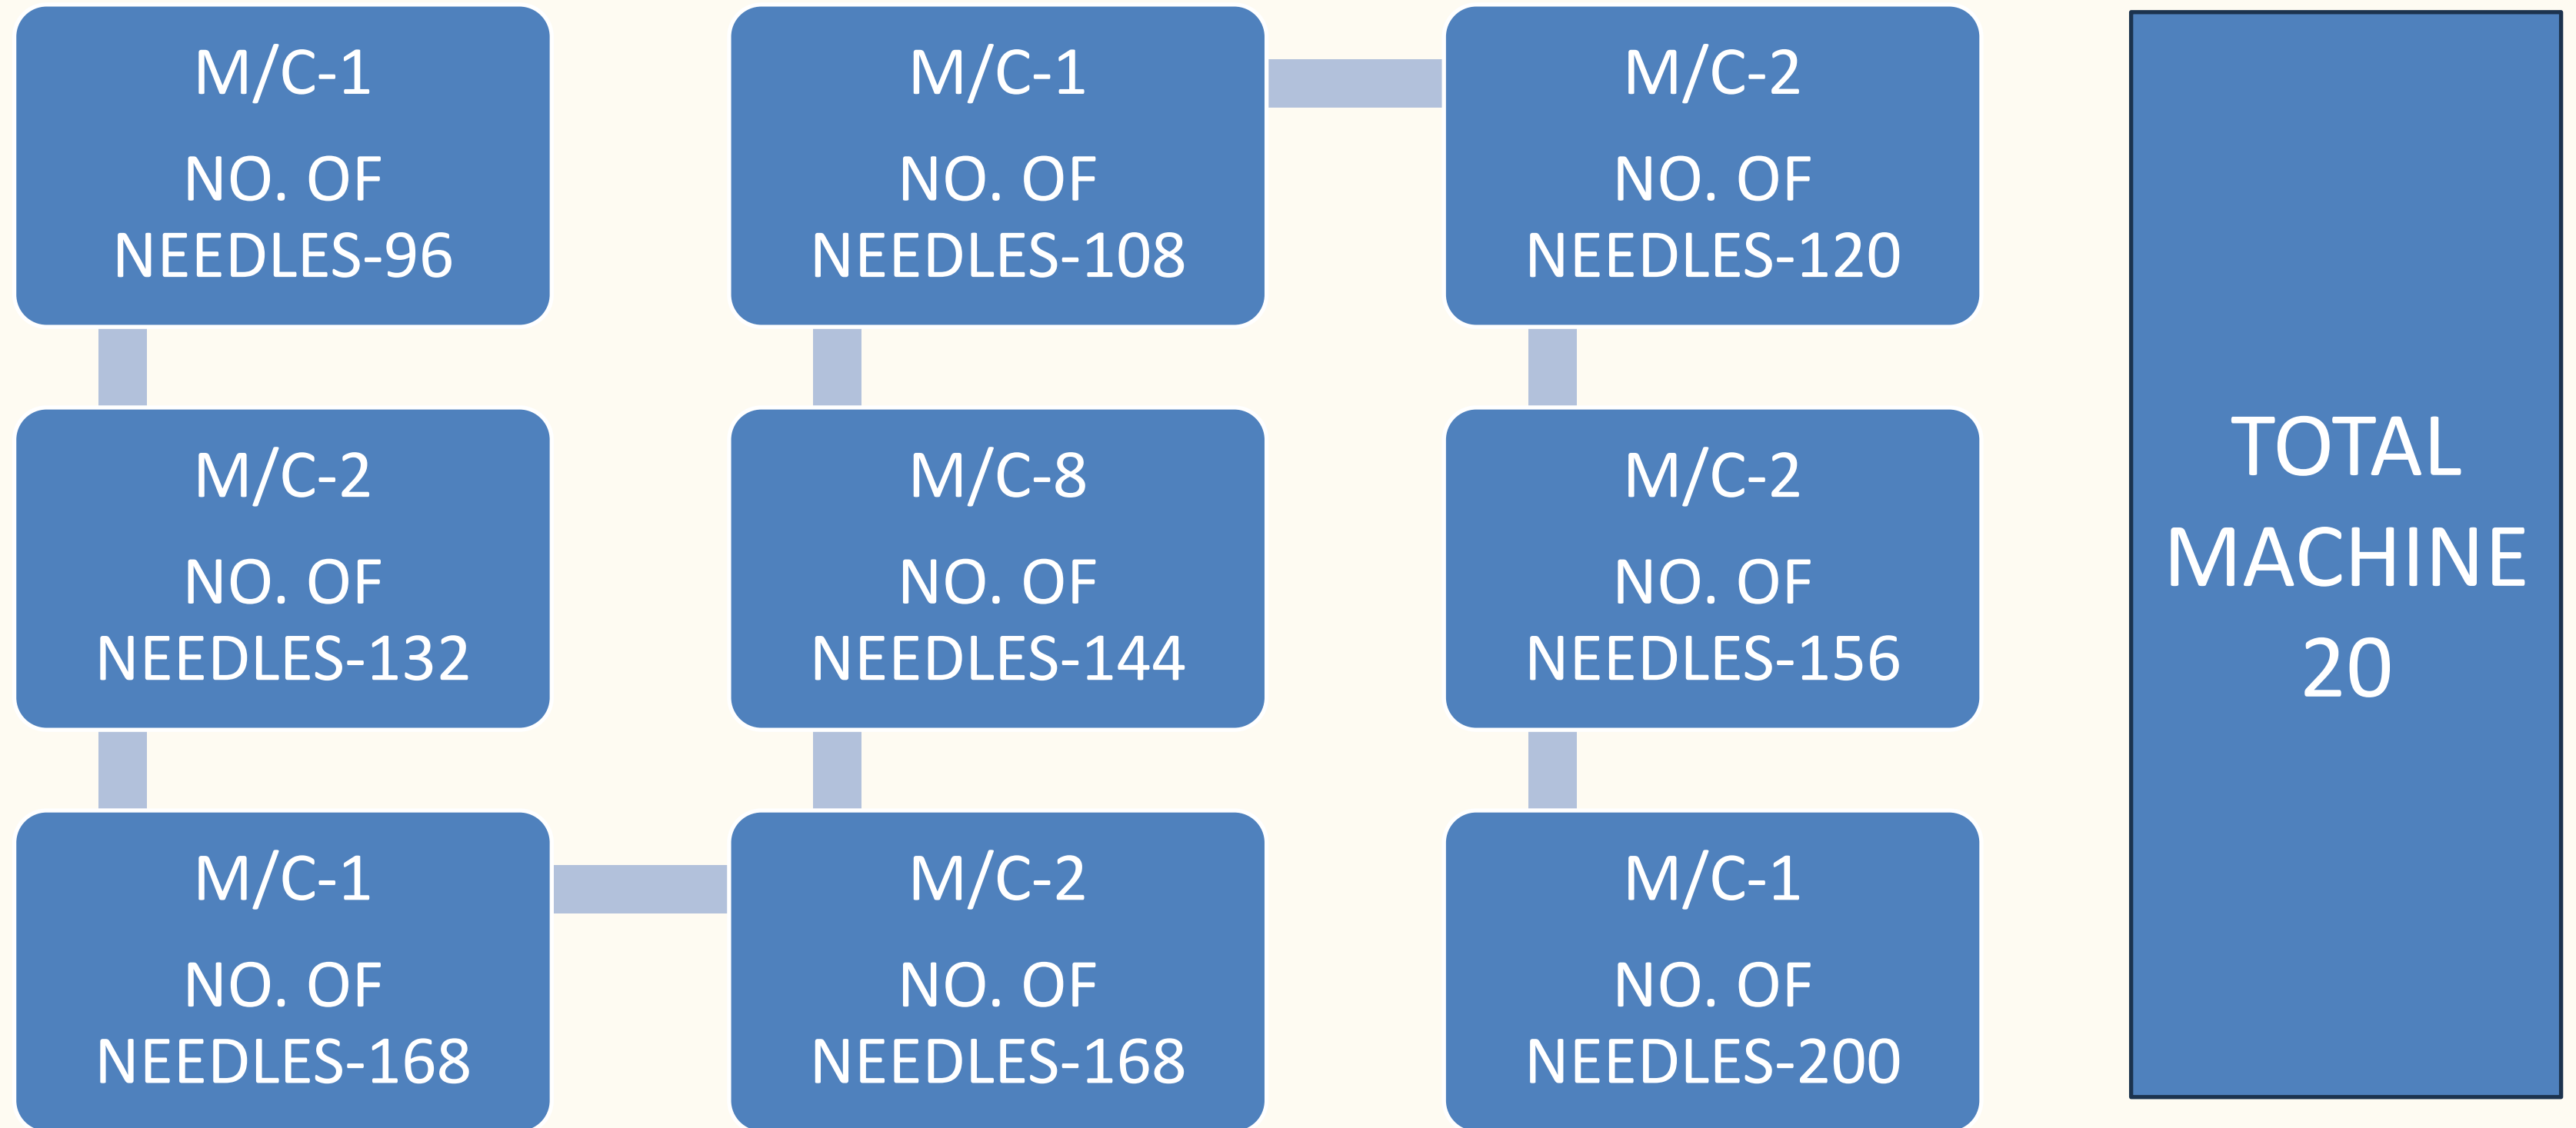 M/C-1
NO. OF
NEEDLES-96
M/C-1
NO. OF
NEEDLES-108
M/C-2
NO. OF
NEEDLES-120
M/C-2
NO. OF
NEEDLES-132
M/C-8
NO. OF
NEEDLES-144
M/C-2
NO. OF
NEEDLES-156
M/C-1
NO. OF
NEEDLES-168
M/C-2
NO. OF
NEEDLES-168
M/C-1
NO. OF
NEEDLES-200
TOTAL
MACHINE
20